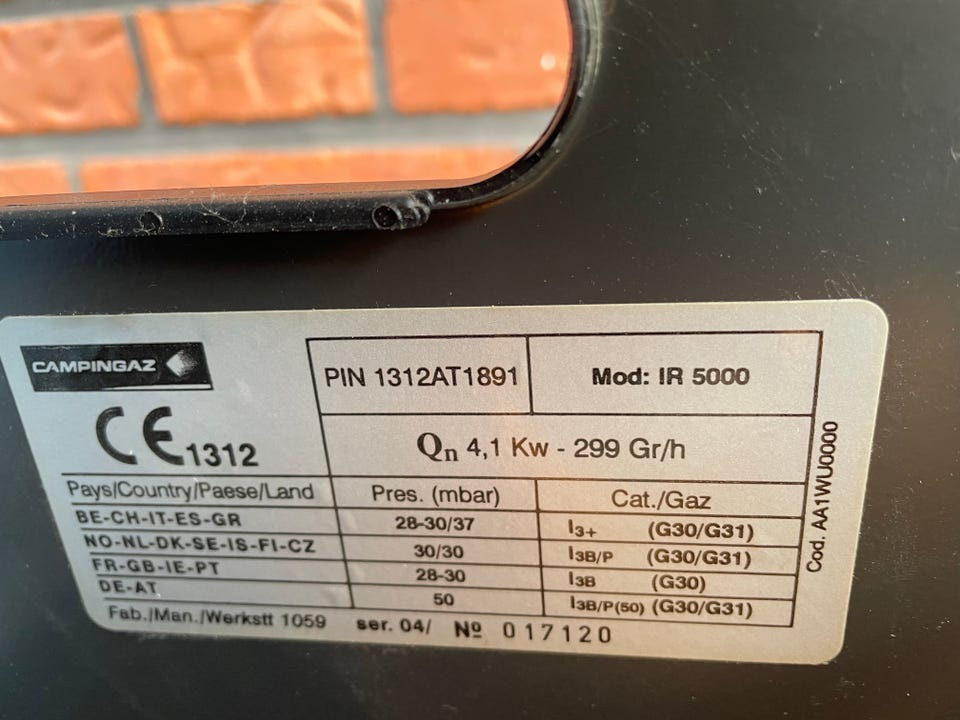 CAMPINGAZ
CE 1312
PIN 1312AT1891 Mod: IR 5000
Qn 4,1 Kw - 299 Gr/h
Pays/Country/Paese/Land Pres. (mbar) Cat./Gaz
BE-CH-IT-ES-GR 28-30/37 I3+ (G30/G31)
NO-NL-DK-SE-IS-FI-CZ 30/30 I3B/P (G30/G31)
FR-GB-IE-PT 28-30 I3B (G30)
DE-AT 50 I3B/P(50) (G30/G31)
Fab./Man./Werkstt 1059 ser. 04/ Nº 017120
Cod. AA1WU0000